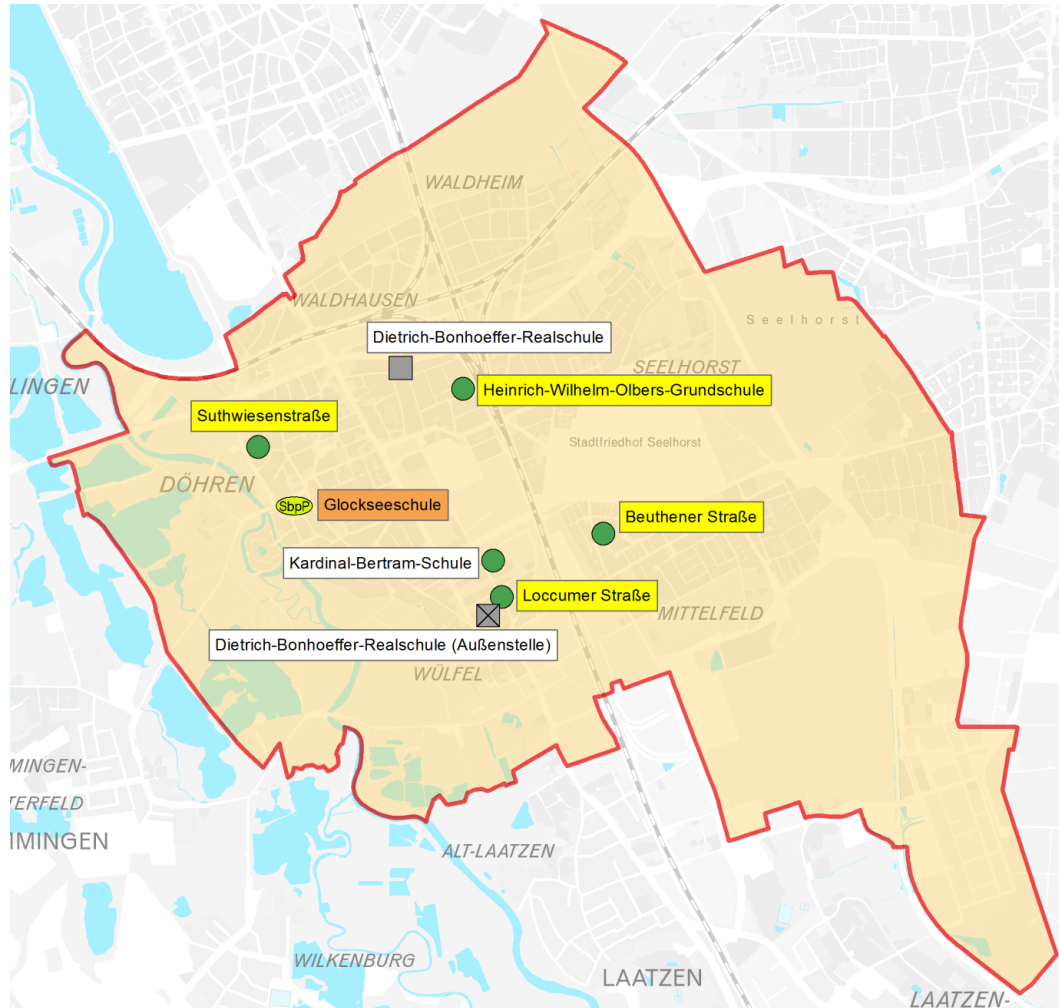 WALDHEIM
WALDHAUSEN
Seelhorst
Dietrich-Bonhoeffer-Realschule
SEELHORST
LINGEN
Heinrich-Wilhelm-Olbers-Grundschule
Suthwiesenstraße
Stadtfriedhof Seelhorst
DÖHREN
SbpP
Glockseeschule
Beuthener Straße
Kardinal-Bertram-Schule
Loccumer Straße
MITTELFELD
Dietrich-Bonhoeffer-Realschule (Außenstelle)
WÜLFEL
MINGEN-
TERFELD
IMINGEN
ALT-LAATZEN
WILKENBURG
LAATZEN
LAATZEN-